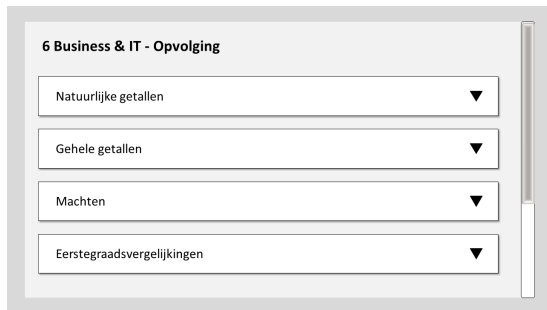 6 Business & IT - Opvolging
Natuurlijke getallen
Gehele getallen
Machten
Eerstegraadsvergelijkingen